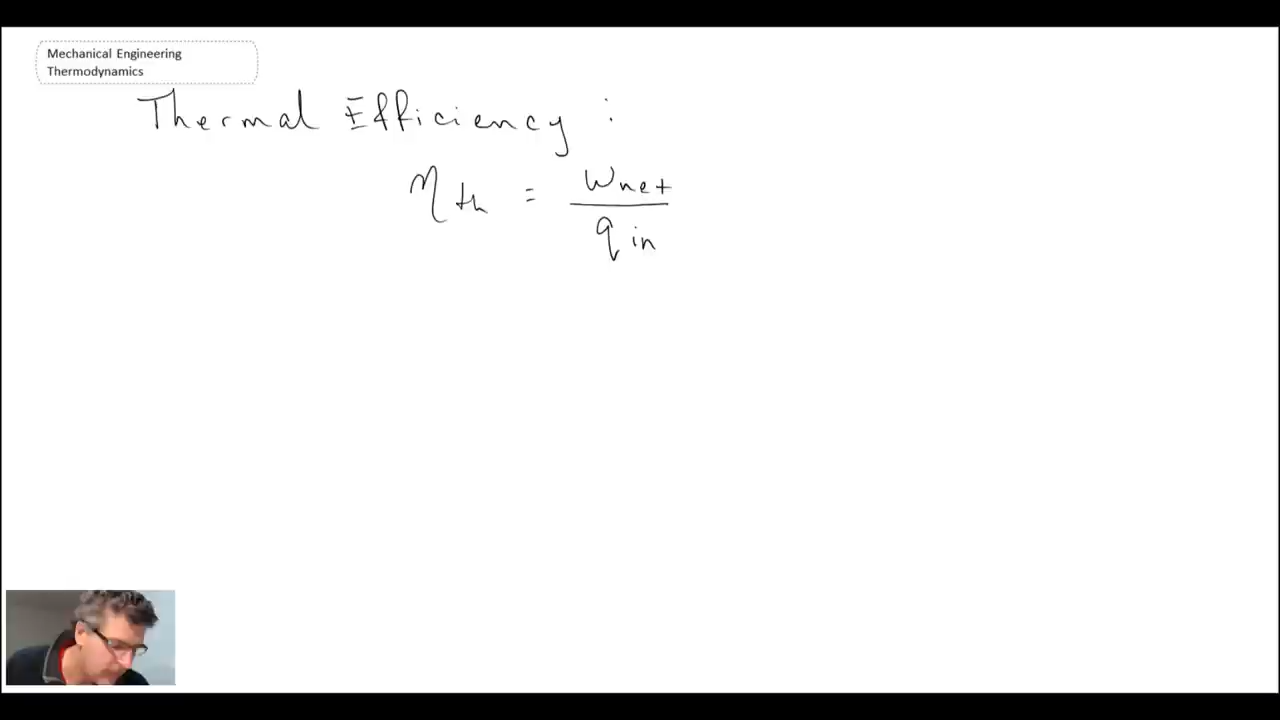 Mechanical Engineering
Thermodynamics
Thermal Efficiency :
η th = w net / q in